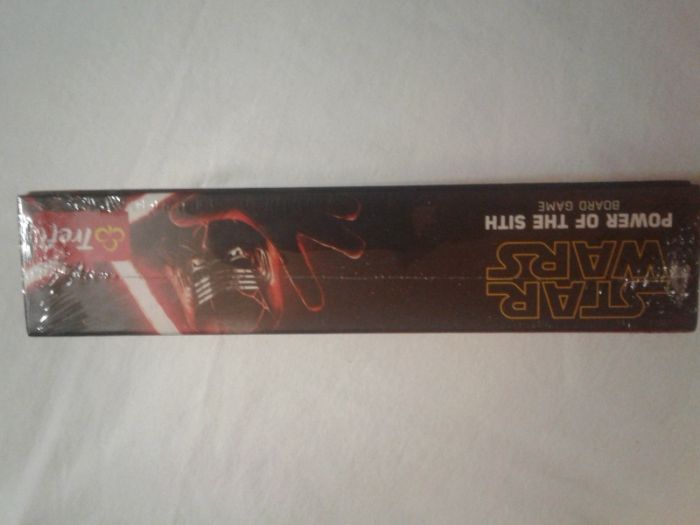 STAR
WARS
POWER OF THE SITH
BOARD GAME
Trefl